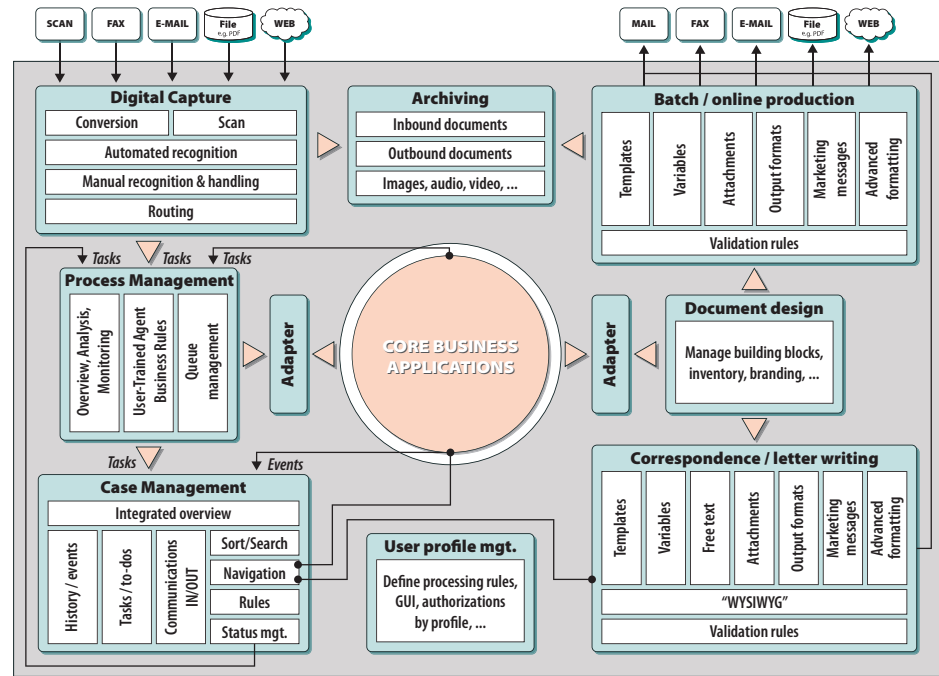 SCAN
FAX
E-MAIL
File
e.g. PDF
WEB
MAIL
FAX
E-MAIL
File
e.g. PDF
WEB
Digital Capture
Conversion
Scan
Automated recognition
Manual recognition & handling
Routing
Archiving
Inbound documents
Outbound documents
Images, audio, video, ...
Batch / online production
Templates
Variables
Attachments
Output formats
Marketing
messages
Advanced
formatting
Validation rules
Tasks
Tasks
Tasks
Process Management
Overview, Analysis,
Monitoring
User-Trained Agent
Business Rules
Queue
management
Adapter
CORE BUSINESS
APPLICATIONS
Adapter
Document design
Manage building blocks,
inventory, branding, ...
Tasks
Events
Case Management
Integrated overview
History / events
Tasks / to-dos
Communications
IN/OUT
Sort/Search
Navigation
Rules
Status mgt.
User profile mgt.
Define processing rules,
GUI, authorizations
by profile, ...
Correspondence / letter writing
Templates
Variables
Free text
Attachments
Output formats
Marketing
messages
Advanced
formatting
“WYSIWYG”
Validation rules